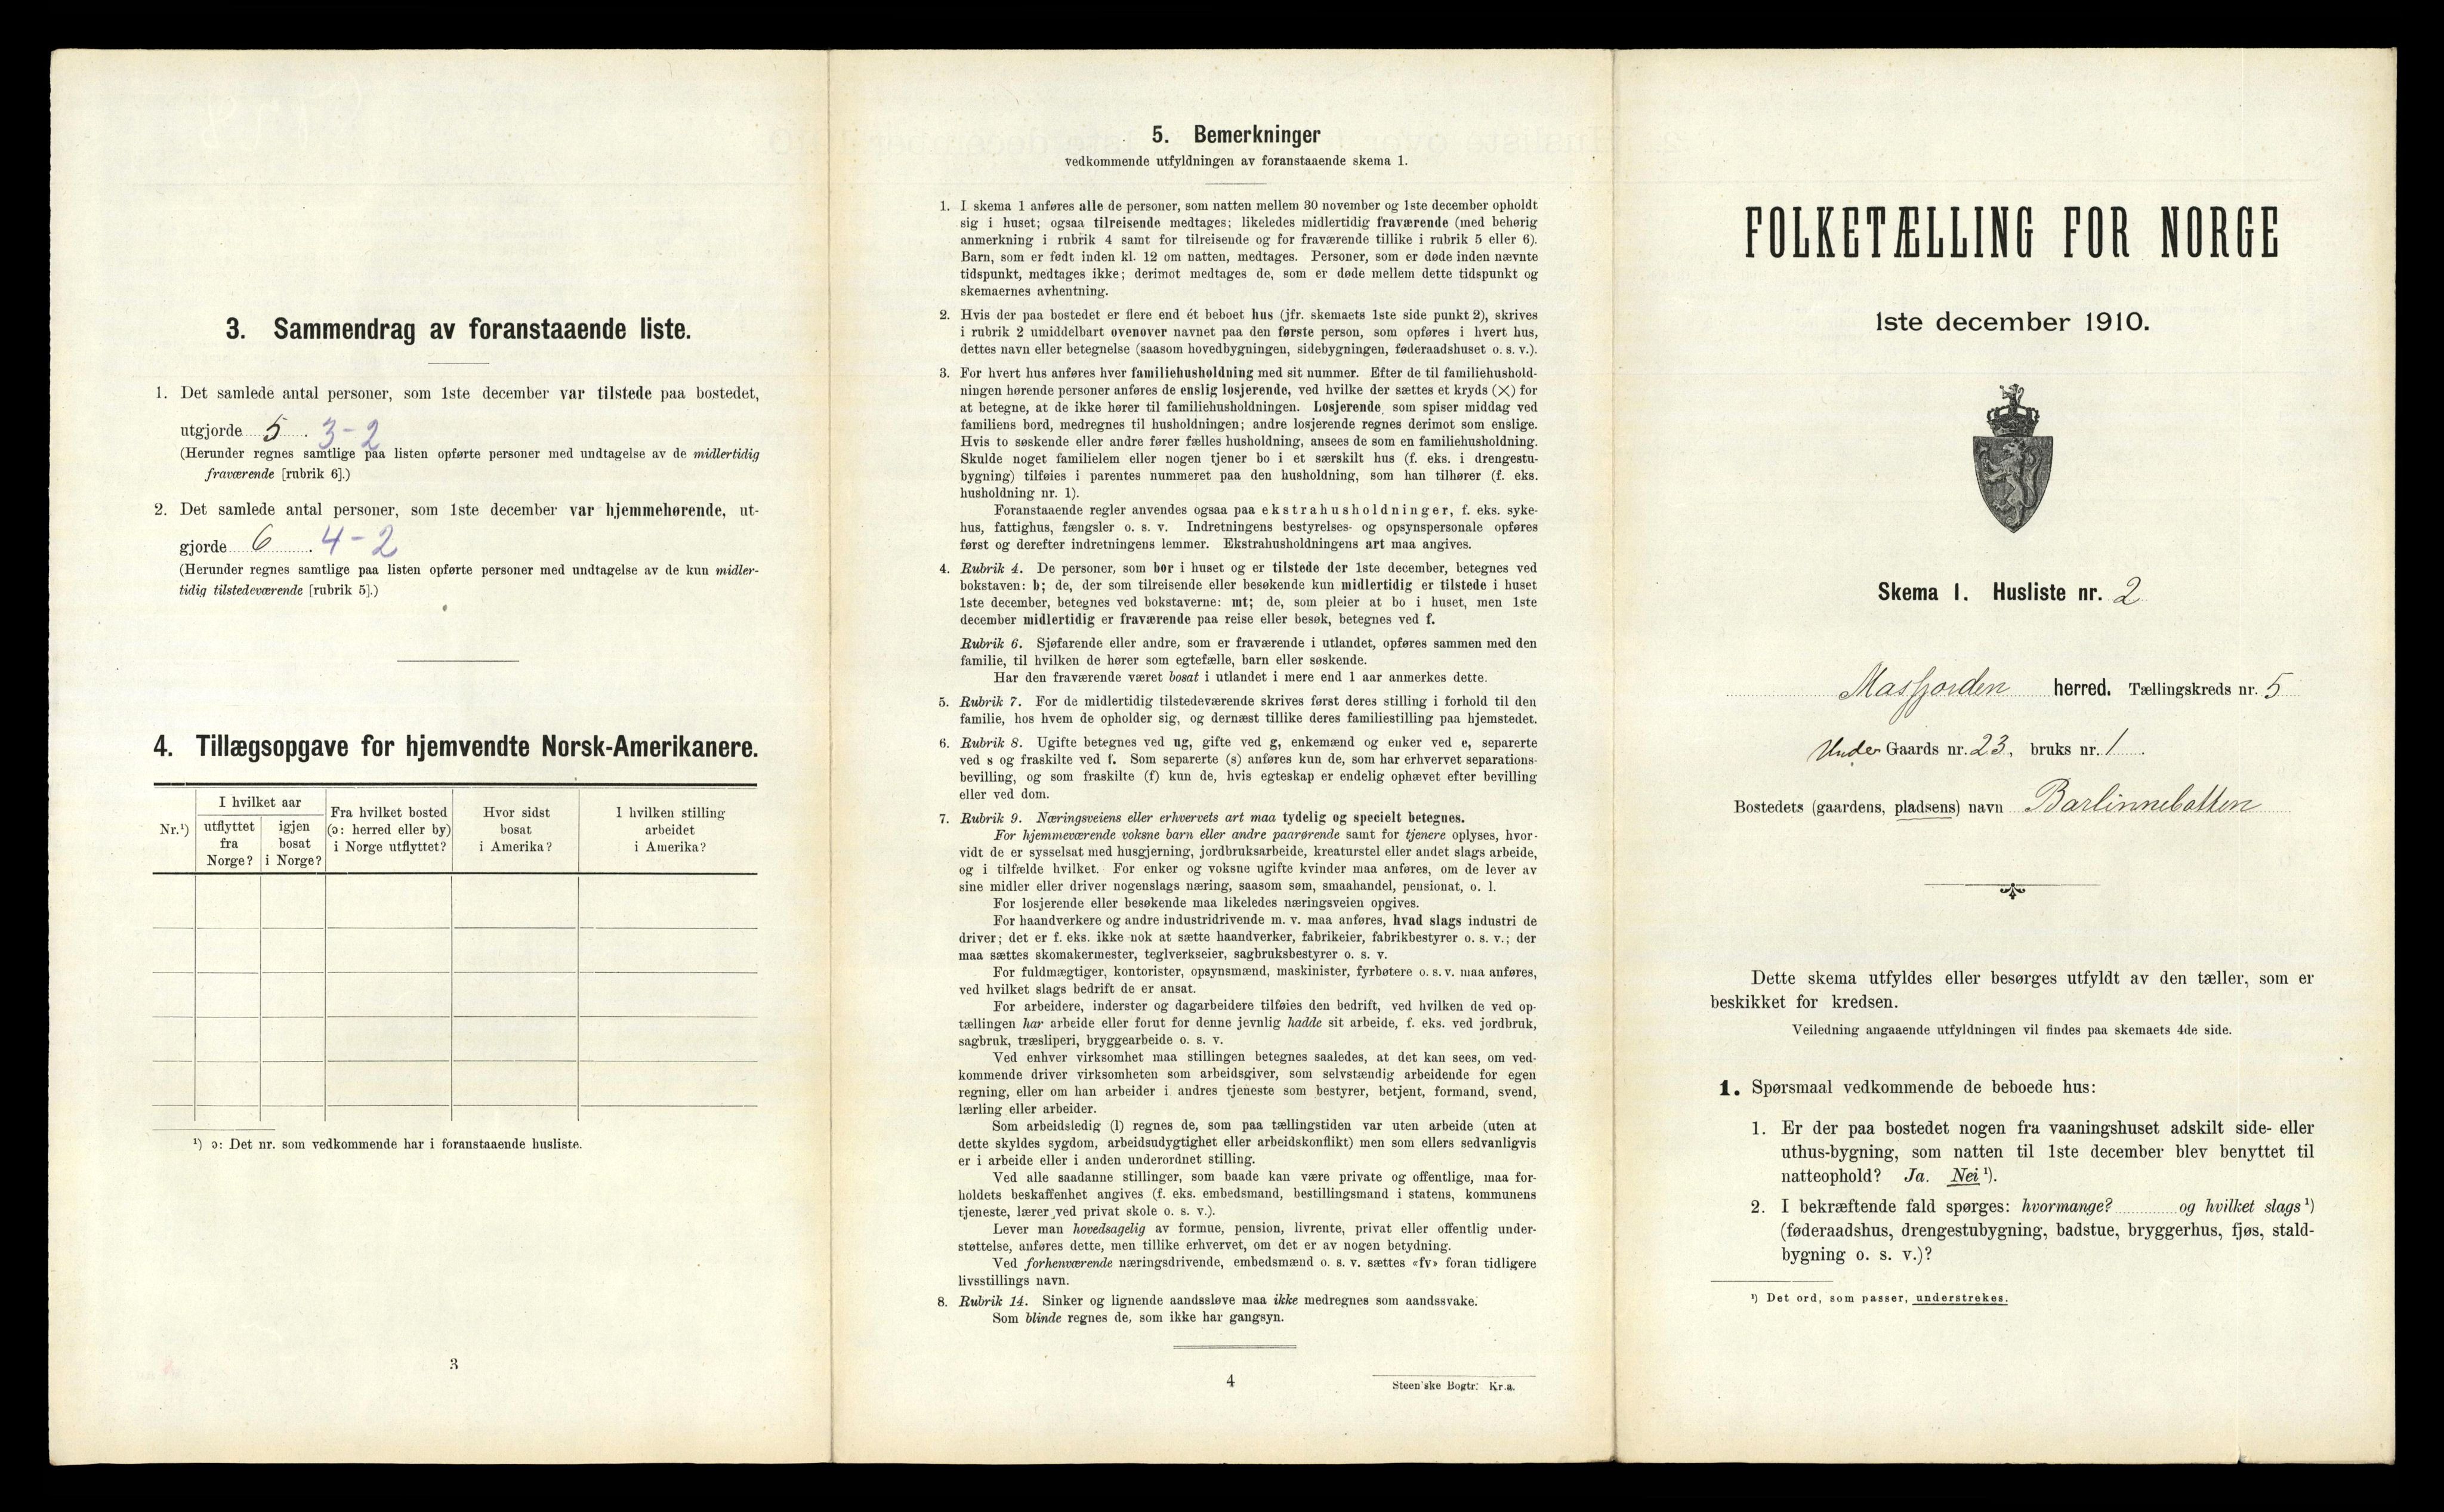 3. Sammendrag av foranstaaende liste.
1. Det samlede antal personer, som 1ste december var tilstede paa bostedet,
utgjorde 5. 3-2
(Herunder regnes samtlige paa listen opførte personer med undtagelse av de midlertidig
fraværende [rubrik 6].)
2. Det samlede antal personer, som 1ste december var hjemmehørende, ut-
gjorde 6. 4-2
(Herunder regnes samtlige paa listen opførte personer med undtagelse av de kun midler-
tidig tilstedeværende [rubrik 5].)
4. Tillægsopgave for hjemvendte Norsk-Amerikanere.
Nr.¹)
I hvilket aar
utflyttet
fra
Norge?
igjen
bosat
i Norge?
Fra hvilket bosted
(ɔ: herred eller by)
i Norge utflyttet?
Hvor sidst
bosat
i Amerika?
I hvilken stilling
arbeidet
i Amerika?
¹) ɔ: Det nr. som vedkommende har i foranstaaende husliste.
3
5. Bemerkninger
vedkommende utfyldningen av foranstaaende skema 1.
1. I skema 1 anføres alle de personer, som natten mellem 30 november og 1ste december opholdt
sig i huset; ogsaa tilreisende medtages; likeledes midlertidig fraværende (med behørig
anmerkning i rubrik 4 samt for tilreisende og for fraværende tillike i rubrik 5 eller 6).
Barn, som er født inden kl. 12 om natten, medtages. Personer, som er døde inden nævnte
tidspunkt, medtages ikke; derimot medtages de, som er døde mellem dette tidspunkt og
skemaernes avhentning.
2. Hvis der paa bostedet er flere end ét beboet hus (jfr. skemaets 1ste side punkt 2), skrives
i rubrik 2 umiddelbart ovenover navnet paa den første person, som opføres i hvert hus,
dettes navn eller betegnelse (saasom hovedbygningen, sidebygningen, føderaadshuset o. s. v.).
3. For hvert hus anføres hver familiehusholdning med sit nummer. Efter de til familiehushold-
ningen hørende personer anføres de enslig losjerende, ved hvilke der sættes et kryds (×) for
at betegne, at de ikke hører til familiehusholdningen. Losjerende som spiser middag ved
familiens bord, medregnes til husholdningen; andre losjerende regnes derimot som enslige.
Hvis to søskende eller andre fører fælles husholdning, ansees de som en familiehusholdning.
Skulde noget familielem eller nogen tjener bo i et særskilt hus (f. eks. i drengestu-
bygning) tilføies i parentes nummeret paa den husholdning, som han tilhører (f. eks.
husholdning nr. 1).
Foranstaaende regler anvendes ogsaa paa ekstrahusholdninger, f. eks. syke-
hus, fattighus, fængsler o. s. v. Indretningens bestyrelses- og opsynspersonale opføres
først og derefter indretningens lemmer. Ekstrahusholdningens art maa angives.
4. Rubrik 4. De personer, som bor i huset og er tilstede der 1ste december, betegnes ved
bokstaven: b; de, der som tilreisende eller besøkende kun midlertidig er tilstede i huset
1ste december, betegnes ved bokstaverne: mt; de, som pleier at bo i huset, men 1ste
december midlertidig er fraværende paa reise eller besøk, betegnes ved f.
Rubrik 6. Sjøfarende eller andre, som er fraværende i utlandet, opføres sammen med den
familie, til hvilken de hører som egtefælle, barn eller søskende.
Har den fraværende været bosat i utlandet i mere end 1 aar anmerkes dette.
5. Rubrik 7. For de midlertidig tilstedeværende skrives først deres stilling i forhold til den
familie, hos hvem de opholder sig, og dernæst tillike deres familiestilling paa hjemstedet.
6. Rubrik 8. Ugifte betegnes ved ug, gifte ved g, enkemænd og enker ved e, separerte
ved s og fraskilte ved f. Som separerte (s) anføres kun de, som har erhvervet separations-
bevilling, og som fraskilte (f) kun de, hvis egteskap er endelig ophævet efter bevilling
eller ved dom.
7. Rubrik 9. Næringsveiens eller erhvervets art maa tydelig og specielt betegnes.
For hjemmeværende voksne barn eller andre paarørende samt for tjenere oplyses, hvor-
vidt de er sysselsat med husgjerning, jordbruksarbeide, kreaturstel eller andet slags arbeide,
og i tilfælde hvilket. For enker og voksne ugifte kvinder maa anføres, om de lever av
sine midler eller driver nogenslags næring, saasom søm, smaahandel, pensionat, o. l.
For losjerende eller besøkende maa likeledes næringsveien opgives.
For haandverkere og andre industridrivende m. v. maa anføres, hvad slags industri de
driver; det er f. eks. ikke nok at sætte haandverker, fabrikeier, fabrikbestyrer o. s. v.; der
maa sættes skomakermester, teglverkseier, sagbruksbestyrer o. s. v.
For fuldmægtiger, kontorister, opsynsmænd, maskinister, fyrbøtere o. s. v. maa anføres,
ved hvilket slags bedrift de er ansat.
For arbeidere, inderster og dagarbeidere tilføies den bedrift, ved hvilken de ved op-
tællingen har arbeide eller forut for denne jevnlig hadde sit arbeide, f. eks. ved jordbruk,
sagbruk, træsliperi, bryggearbeide o. s. v.
Ved enhver virksomhet maa stillingen betegnes saaledes, at det kan sees, om ved-
kommende driver virksomheten som arbeidsgiver, som selvstændig arbeidende for egen
regning, eller om han arbeider i andres tjeneste som bestyrer, betjent, formand, svend,
lærling eller arbeider.
Som arbeidsledig (l) regnes de, som paa tællingstiden var uten arbeide (uten at
dette skyldes sygdom, arbeidsudygtighet eller arbeidskonflikt) men som ellers sedvanligvis
er i arbeide eller i anden underordnet stilling.
Ved alle saadanne stillinger, som baade kan være private og offentlige, maa for-
holdets beskaffenhet angives (f. eks. embedsmand, bestillingsmand i statens, kommunens
tjeneste, lærer ved privat skole o. s. v.).
Lever man hovedsagelig av formue, pension, livrente, privat eller offentlig under-
støttelse, anføres dette, men tillike erhvervet, om det er av nogen betydning.
Ved forhenværende næringsdrivende, embedsmænd o. s. v. sættes «fv» foran tidligere
livsstillings navn.
8. Rubrik 14. Sinker og lignende aandssløve maa ikke medregnes som aandssvake.
Som blinde regnes de, som ikke har gangsyn.
4
Steen'ske Bogtr. Kr.a.
FOLKETÆLLING FOR NORGE
1ste december 1910.
Skema 1. Husliste nr. 2
Masfjorden herred. Tællingskreds nr. 5
Under Gaards nr. 23, bruks nr. 1.
Bostedets (gaardens, pladsens) navn Barlinnebotten
Dette skema utfyldes eller besørges utfyldt av den tæller, som er
beskikket for kredsen.
Veiledning angaaende utfyldningen vil findes paa skemaets 4de side.
1. Spørsmaal vedkommende de beboede hus:
1. Er der paa bostedet nogen fra vaaningshuset adskilt side- eller
uthus-bygning, som natten til 1ste december blev benyttet til
natteophold? Ja. Nei ¹).
2. I bekræftende fald spørges: hvormange? og hvilket slags ¹)
(føderaadshus, drengestubygning, badstue, bryggerhus, fjøs, stald-
bygning o. s. v.)?
¹) Det ord, som passer, understrekes.